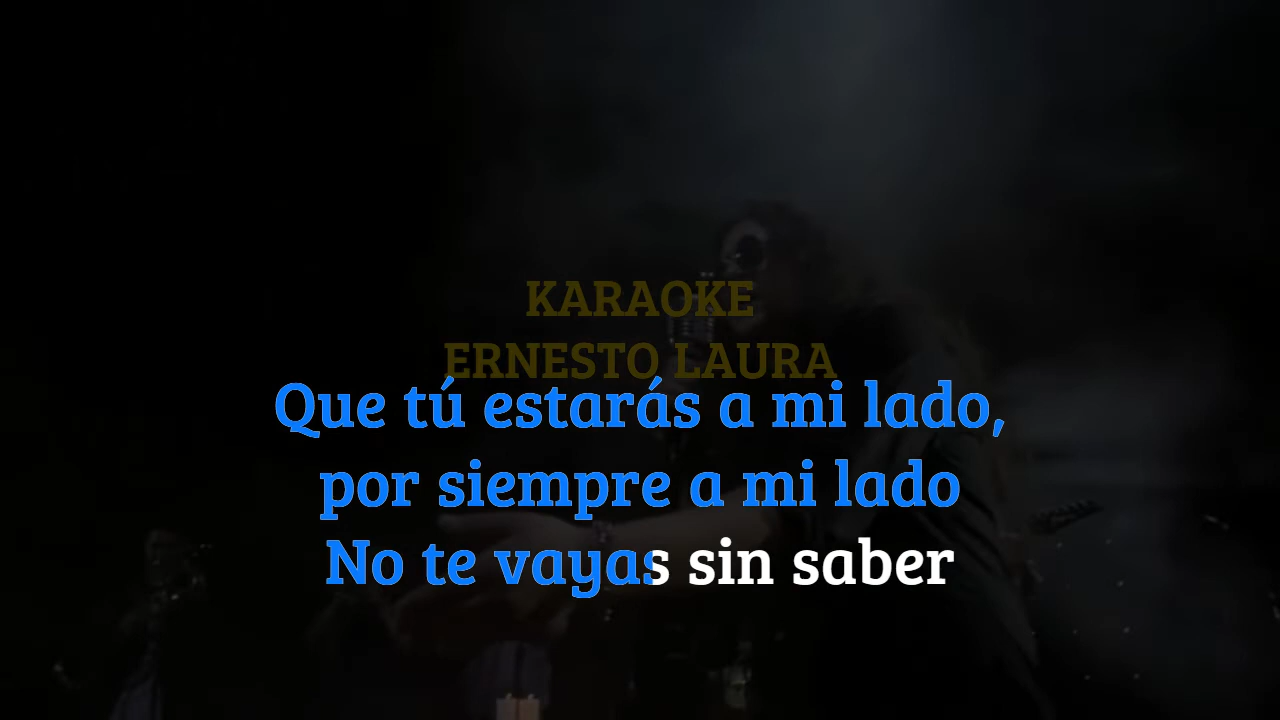 KARAOKE
ERNESTO LAURA
Que tú estarás a mi lado,
por siempre a mi lado
No te vayas sin saber